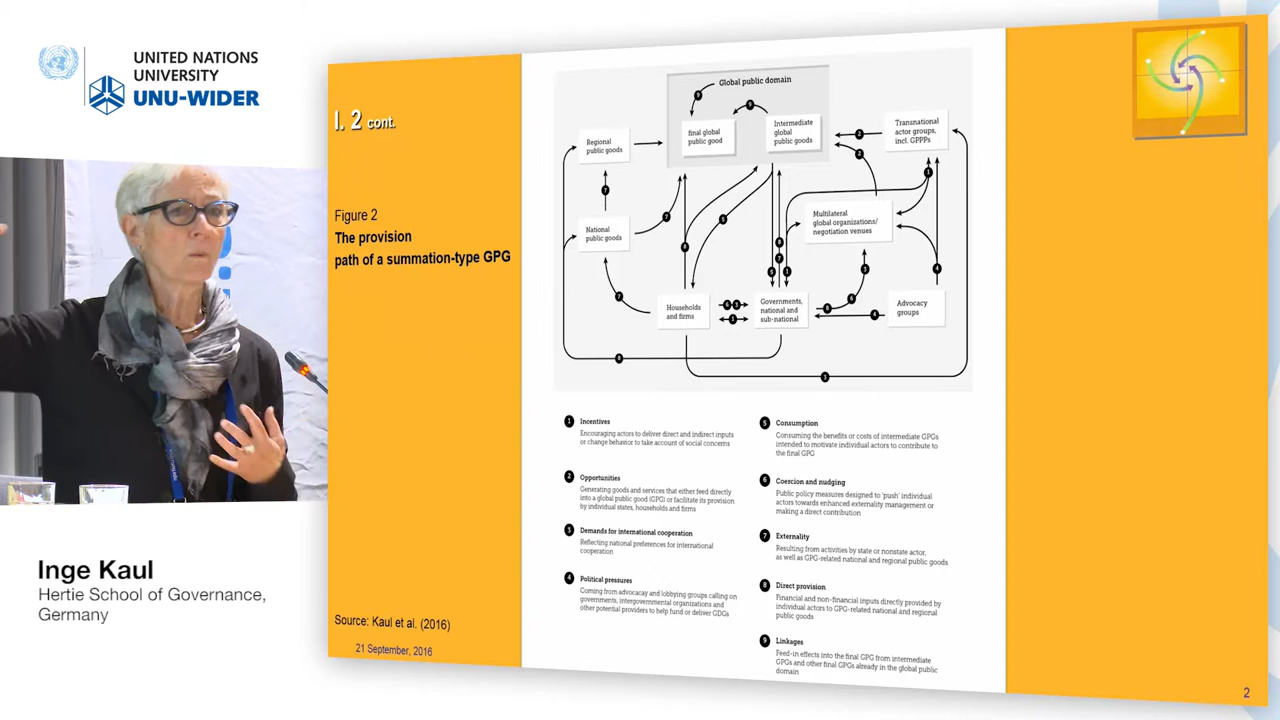 UNITED NATIONS
UNIVERSITY
UNU-WIDER
Inge Kaul
Hertie School of Governance,
Germany
I. 2 cont.
Figure 2
The provision
path of a summation-type GPG
Source: Kaul et al. (2016)
21 September, 2016
Global public domain
final global
public good
Intermediate
global
public goods
Regional
public goods
National
public goods
Transnational
actor groups,
incl. GPPPs
Multilateral
global organizations/
negotiation venues
Households
and firms
Governments,
national and
sub-national
Advocacy
groups
1 Incentives
Encouraging actors to deliver direct and indirect inputs
or change behavior to take account of social concerns
2 Opportunities
Generating goods and services that either feed directly
into a global public good (GPG) or facilitate its provision
by individual states, households and firms
3 Demands for international cooperation
Reflecting national preferences for international
cooperation
4 Political pressures
Coming from advocacay and lobbying groups calling on
governments, intergovernmental organizations and
other potential providers to help fund or deliver GDGs
5 Consumption
Consuming the benefits or costs of intermediate GPGs
intended to motivate individual actors to contribute to
the final GPG
6 Coercion and nudging
Public policy measures designed to 'push' individual
actors towards enhanced externality management or
making a direct contribution
7 Externality
Resulting from activities by state or nonstate actor,
as well as GPG-related national and regional public goods
8 Direct provision
Financial and non-financial inputs directly provided by
individual actors to GPG-related national and regional
public goods
9 Linkages
Feed-in effects into the final GPG from intermediate
GPGs and other final GPGs already in the global public
domain
2